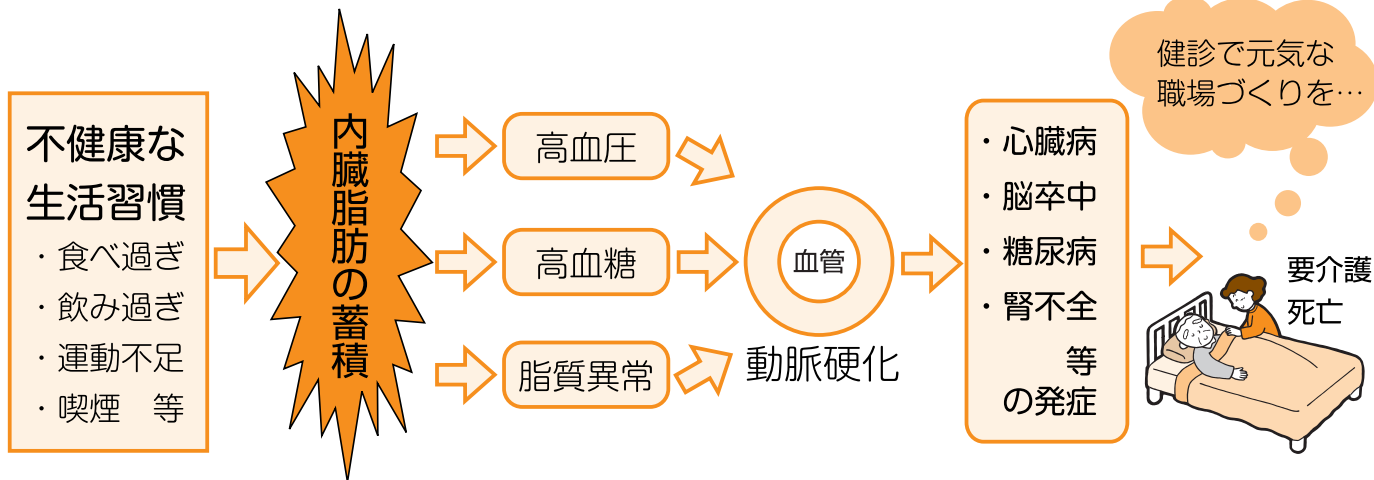 不健康な
生活習慣
・食べ過ぎ
・飲み過ぎ
・運動不足
・喫煙　等
内臓脂肪の蓄積
高血圧
高血糖
脂質異常
血管
動脈硬化
・心臓病
・脳卒中
・糖尿病
・腎不全
等
の発症
健診で元気な
職場づくりを…
要介護
死亡